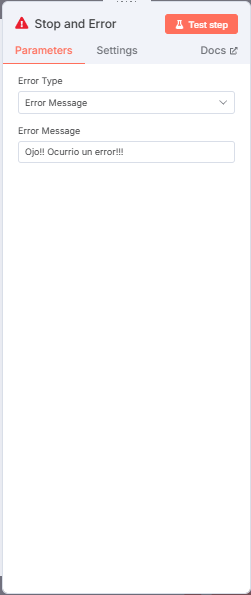 Stop and Error
Test step
Parameters
Settings
Docs
Error Type
Error Message
Error Message
Ojo!! Ocurrio un error!!!